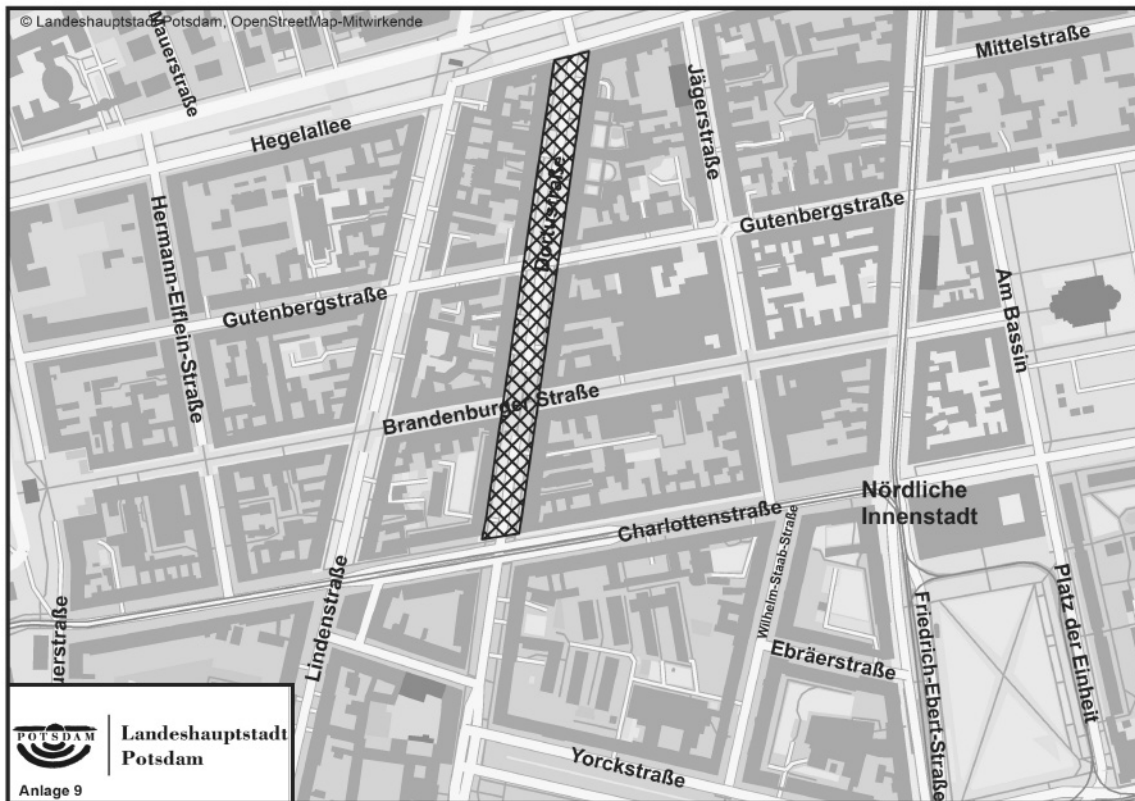 © Landeshauptstadt Potsdam, OpenStreetMap-Mitwirkende
Mauerstraße
Mittelstraße
Hegelallee
Jägerstraße
Hermann-Elflein-Straße
Gutenbergstraße
Gutenbergstraße
Am Bassin
Brandenburger Straße
Nördliche
Innenstadt
Charlottenstraße
Wilhelm-Staab-Straße
Lindenstraße
uerstraße
Ebräerstraße
Friedrich-Ebert-Straße
Platz der Einheit
Yorckstraße
POTSDAM
Landeshauptstadt
Potsdam
Anlage 9